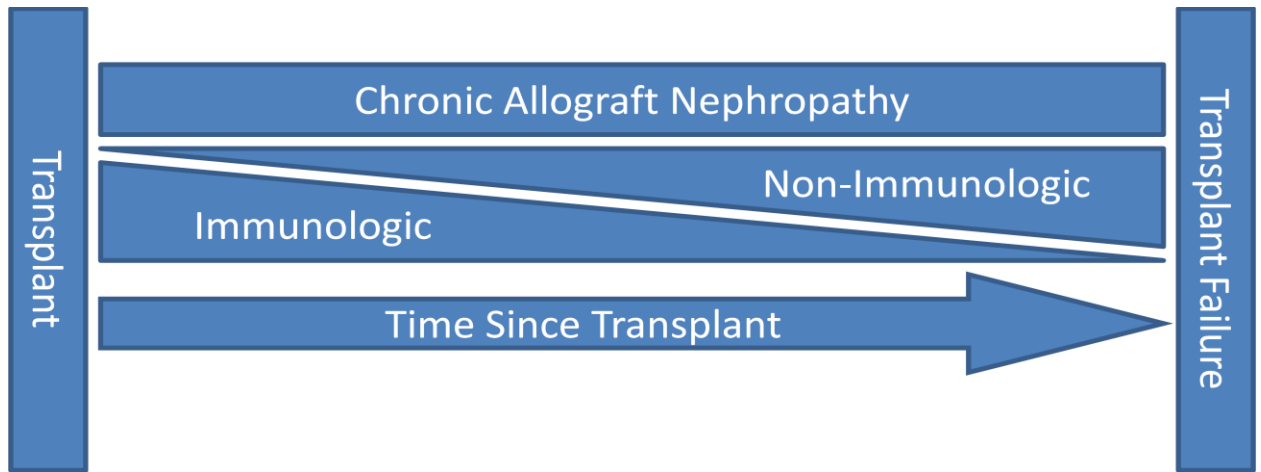 Transplant
Chronic Allograft Nephropathy
Non-Immunologic
Immunologic
Time Since Transplant
Transplant Failure